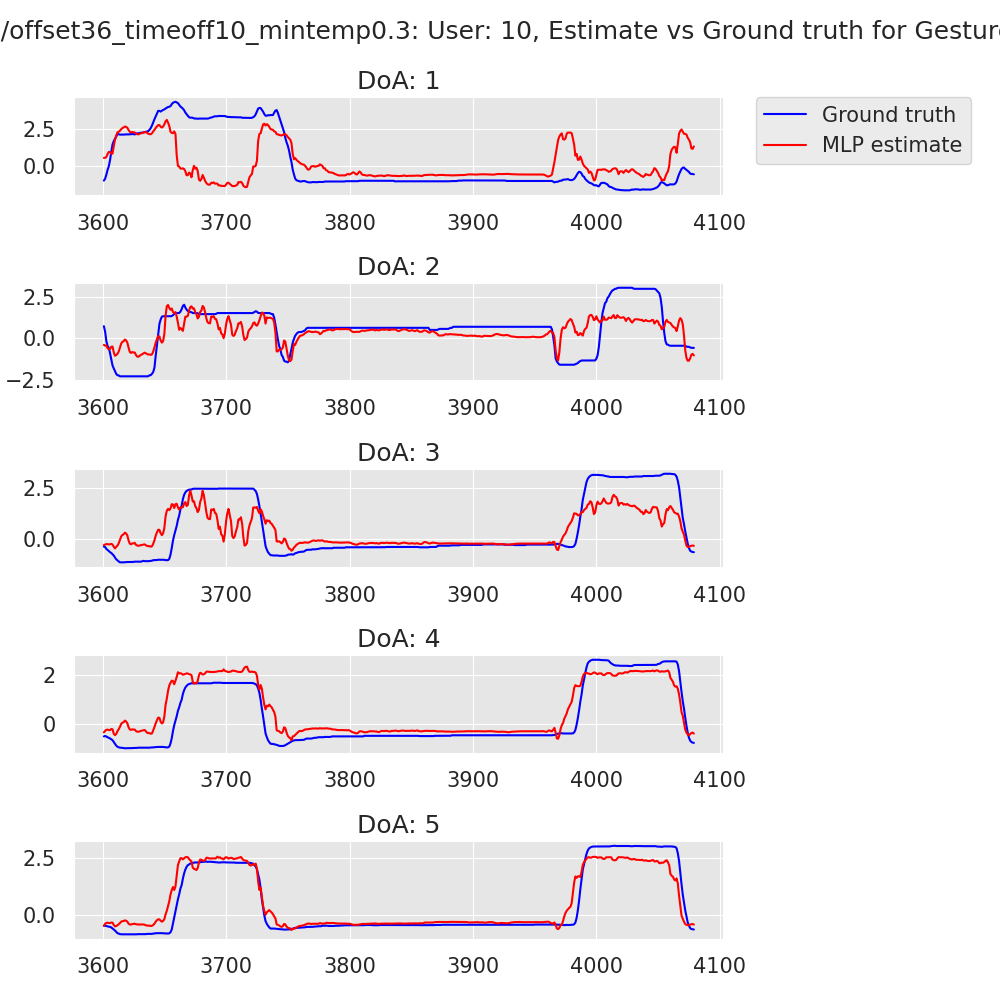 /offset36_timeoff10_mintemp0.3: User: 10, Estimate vs Ground truth for Gesture
DoA: 1
Ground truth
MLP estimate
2.5
0.0
3600 3700 3800 3900 4000 4100
DoA: 2
2.5
0.0
−2.5
3600 3700 3800 3900 4000 4100
DoA: 3
2.5
0.0
3600 3700 3800 3900 4000 4100
DoA: 4
2
0
3600 3700 3800 3900 4000 4100
DoA: 5
2.5
0.0
3600 3700 3800 3900 4000 4100